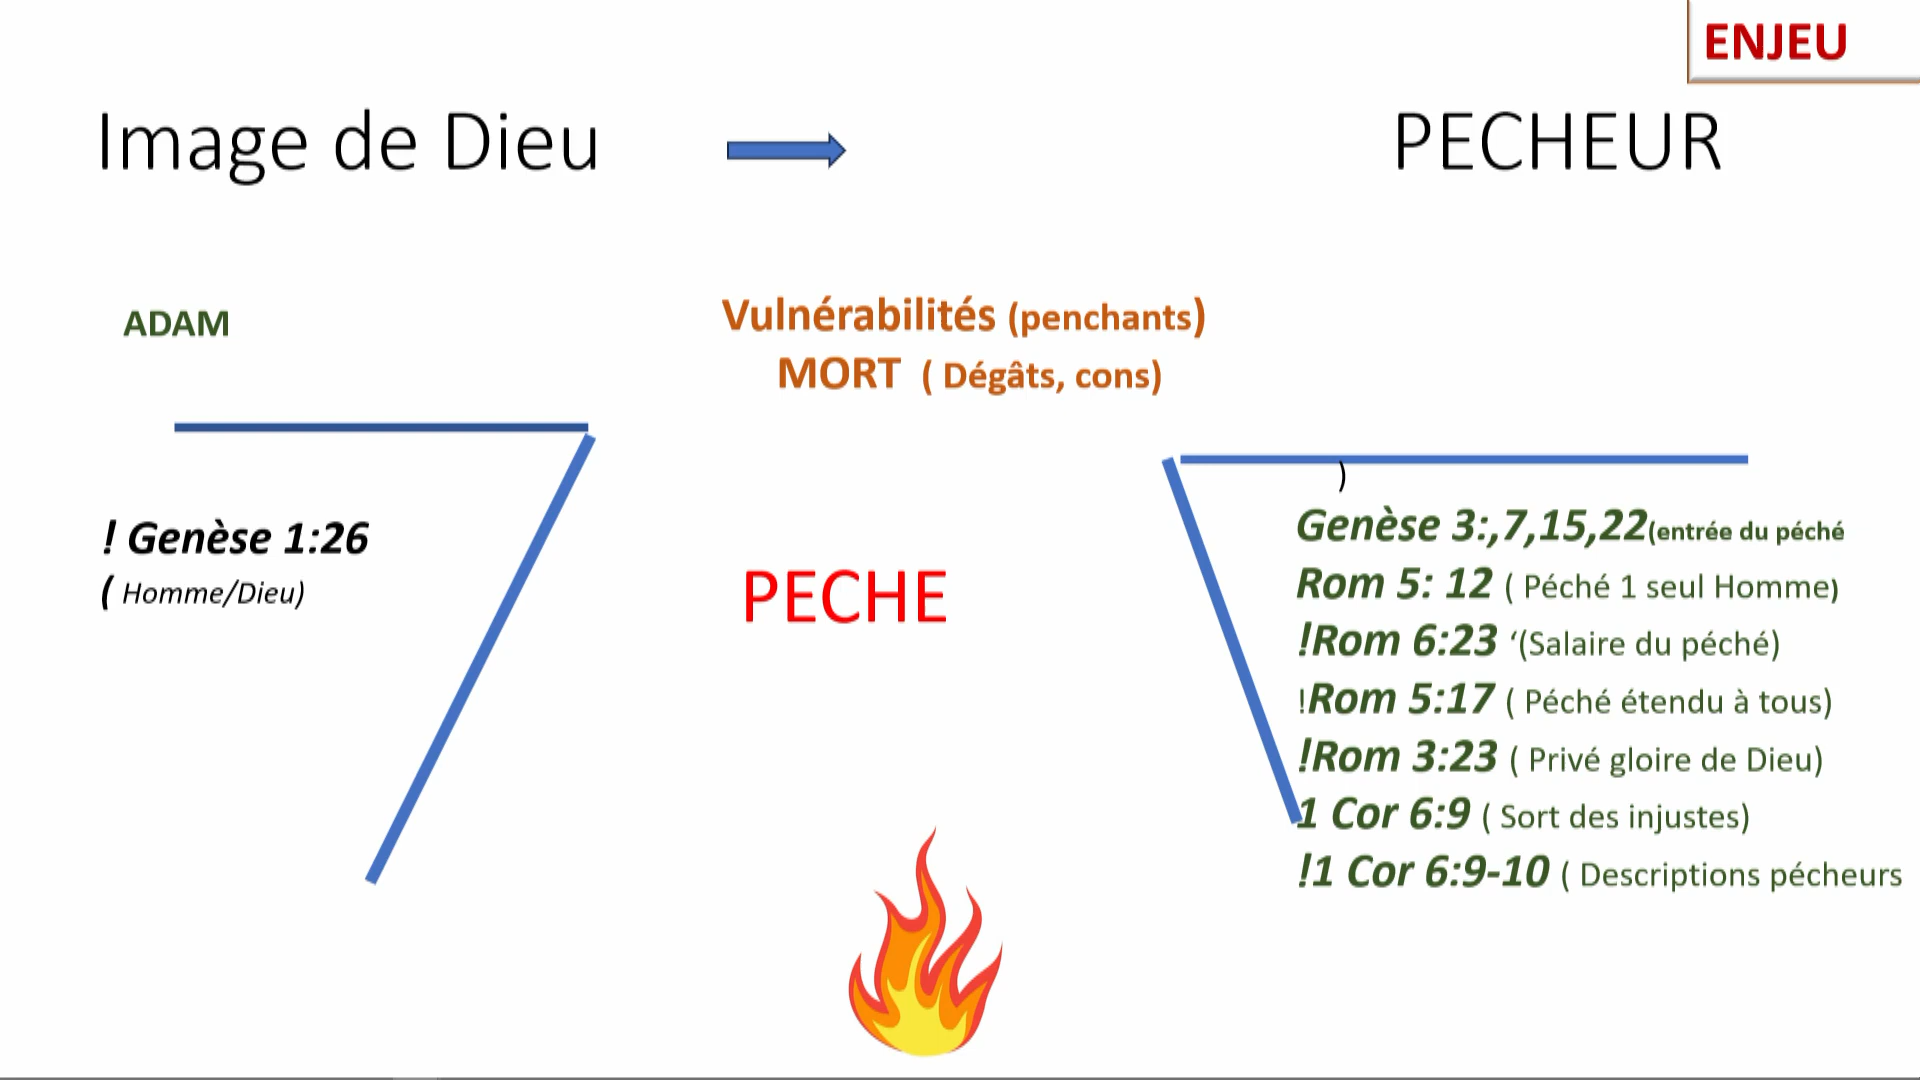 ENJEU
Image de Dieu
PECHEUR
ADAM
Vulnérabilités (penchants)
MORT ( Dégâts, cons)
! Genèse 1:26
( Homme/Dieu)
PECHE
)
Genèse 3:,7,15,22(entrée du péché
Rom 5: 12 ( Péché 1 seul Homme)
!Rom 6:23 ‘(Salaire du péché)
!Rom 5:17 ( Péché étendu à tous)
!Rom 3:23 ( Privé gloire de Dieu)
1 Cor 6:9 ( Sort des injustes)
!1 Cor 6:9-10 ( Descriptions pécheurs